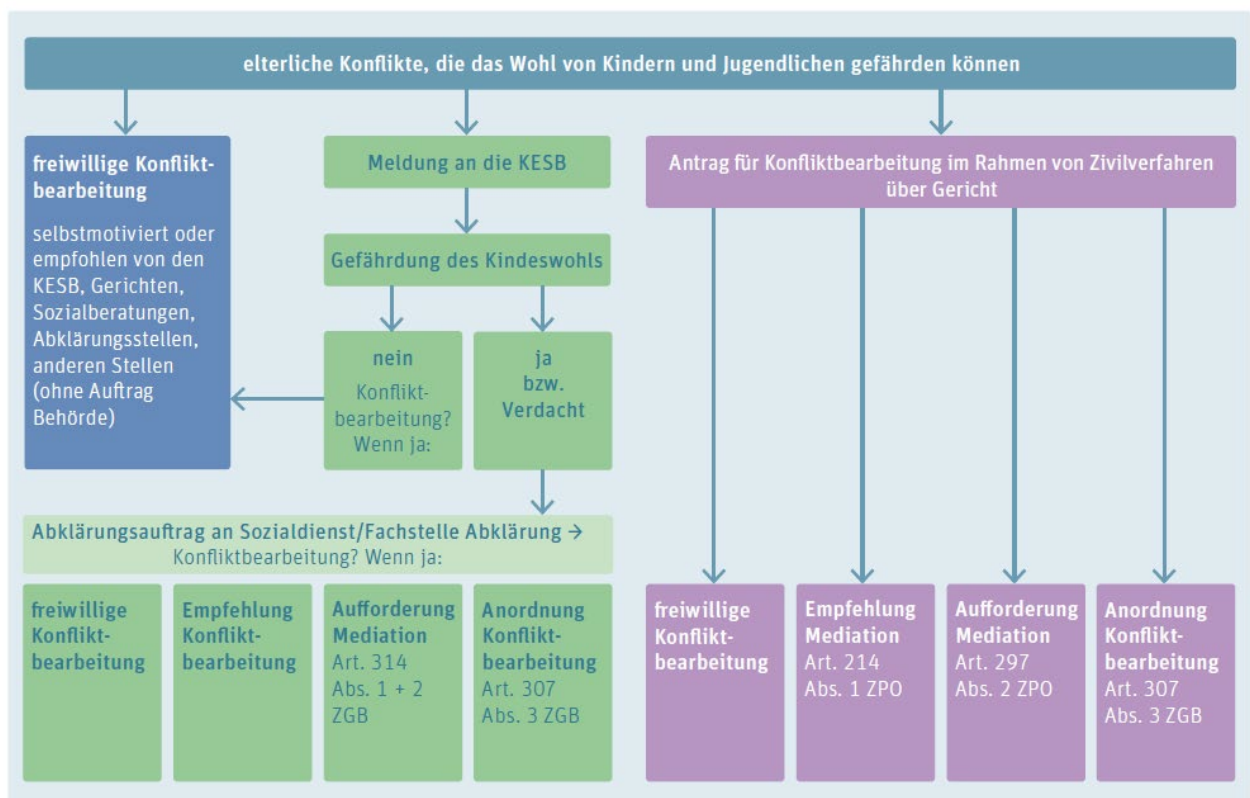 elterliche Konflikte, die das Wohl von Kindern und Jugendlichen gefährden können
freiwillige Konflikt-
bearbeitung
selbstmotiviert oder
empfohlen von den
KESB, Gerichten,
Sozialberatungen,
Abklärungsstellen,
anderen Stellen
(ohne Auftrag
Behörde)
Meldung an die KESB
Gefährdung des Kindeswohls
nein
Konflikt-
bearbeitung?
Wenn ja:
ja
bzw.
Verdacht
Abklärungsauftrag an Sozialdienst/Fachstelle Abklärung →
Konfliktbearbeitung? Wenn ja:
freiwillige
Konflikt-
bearbeitung
Empfehlung
Konflikt-
bearbeitung
Aufforderung
Mediation
Art. 314
Abs. 1 + 2
ZGB
Anordnung
Konflikt-
bearbeitung
Art. 307
Abs. 3 ZGB
Antrag für Konfliktbearbeitung im Rahmen von Zivilverfahren
über Gericht
freiwillige
Konflikt-
bearbeitung
Empfehlung
Mediation
Art. 214
Abs. 1 ZPO
Aufforderung
Mediation
Art. 297
Abs. 2 ZPO
Anordnung
Konflikt-
bearbeitung
Art. 307
Abs. 3 ZGB